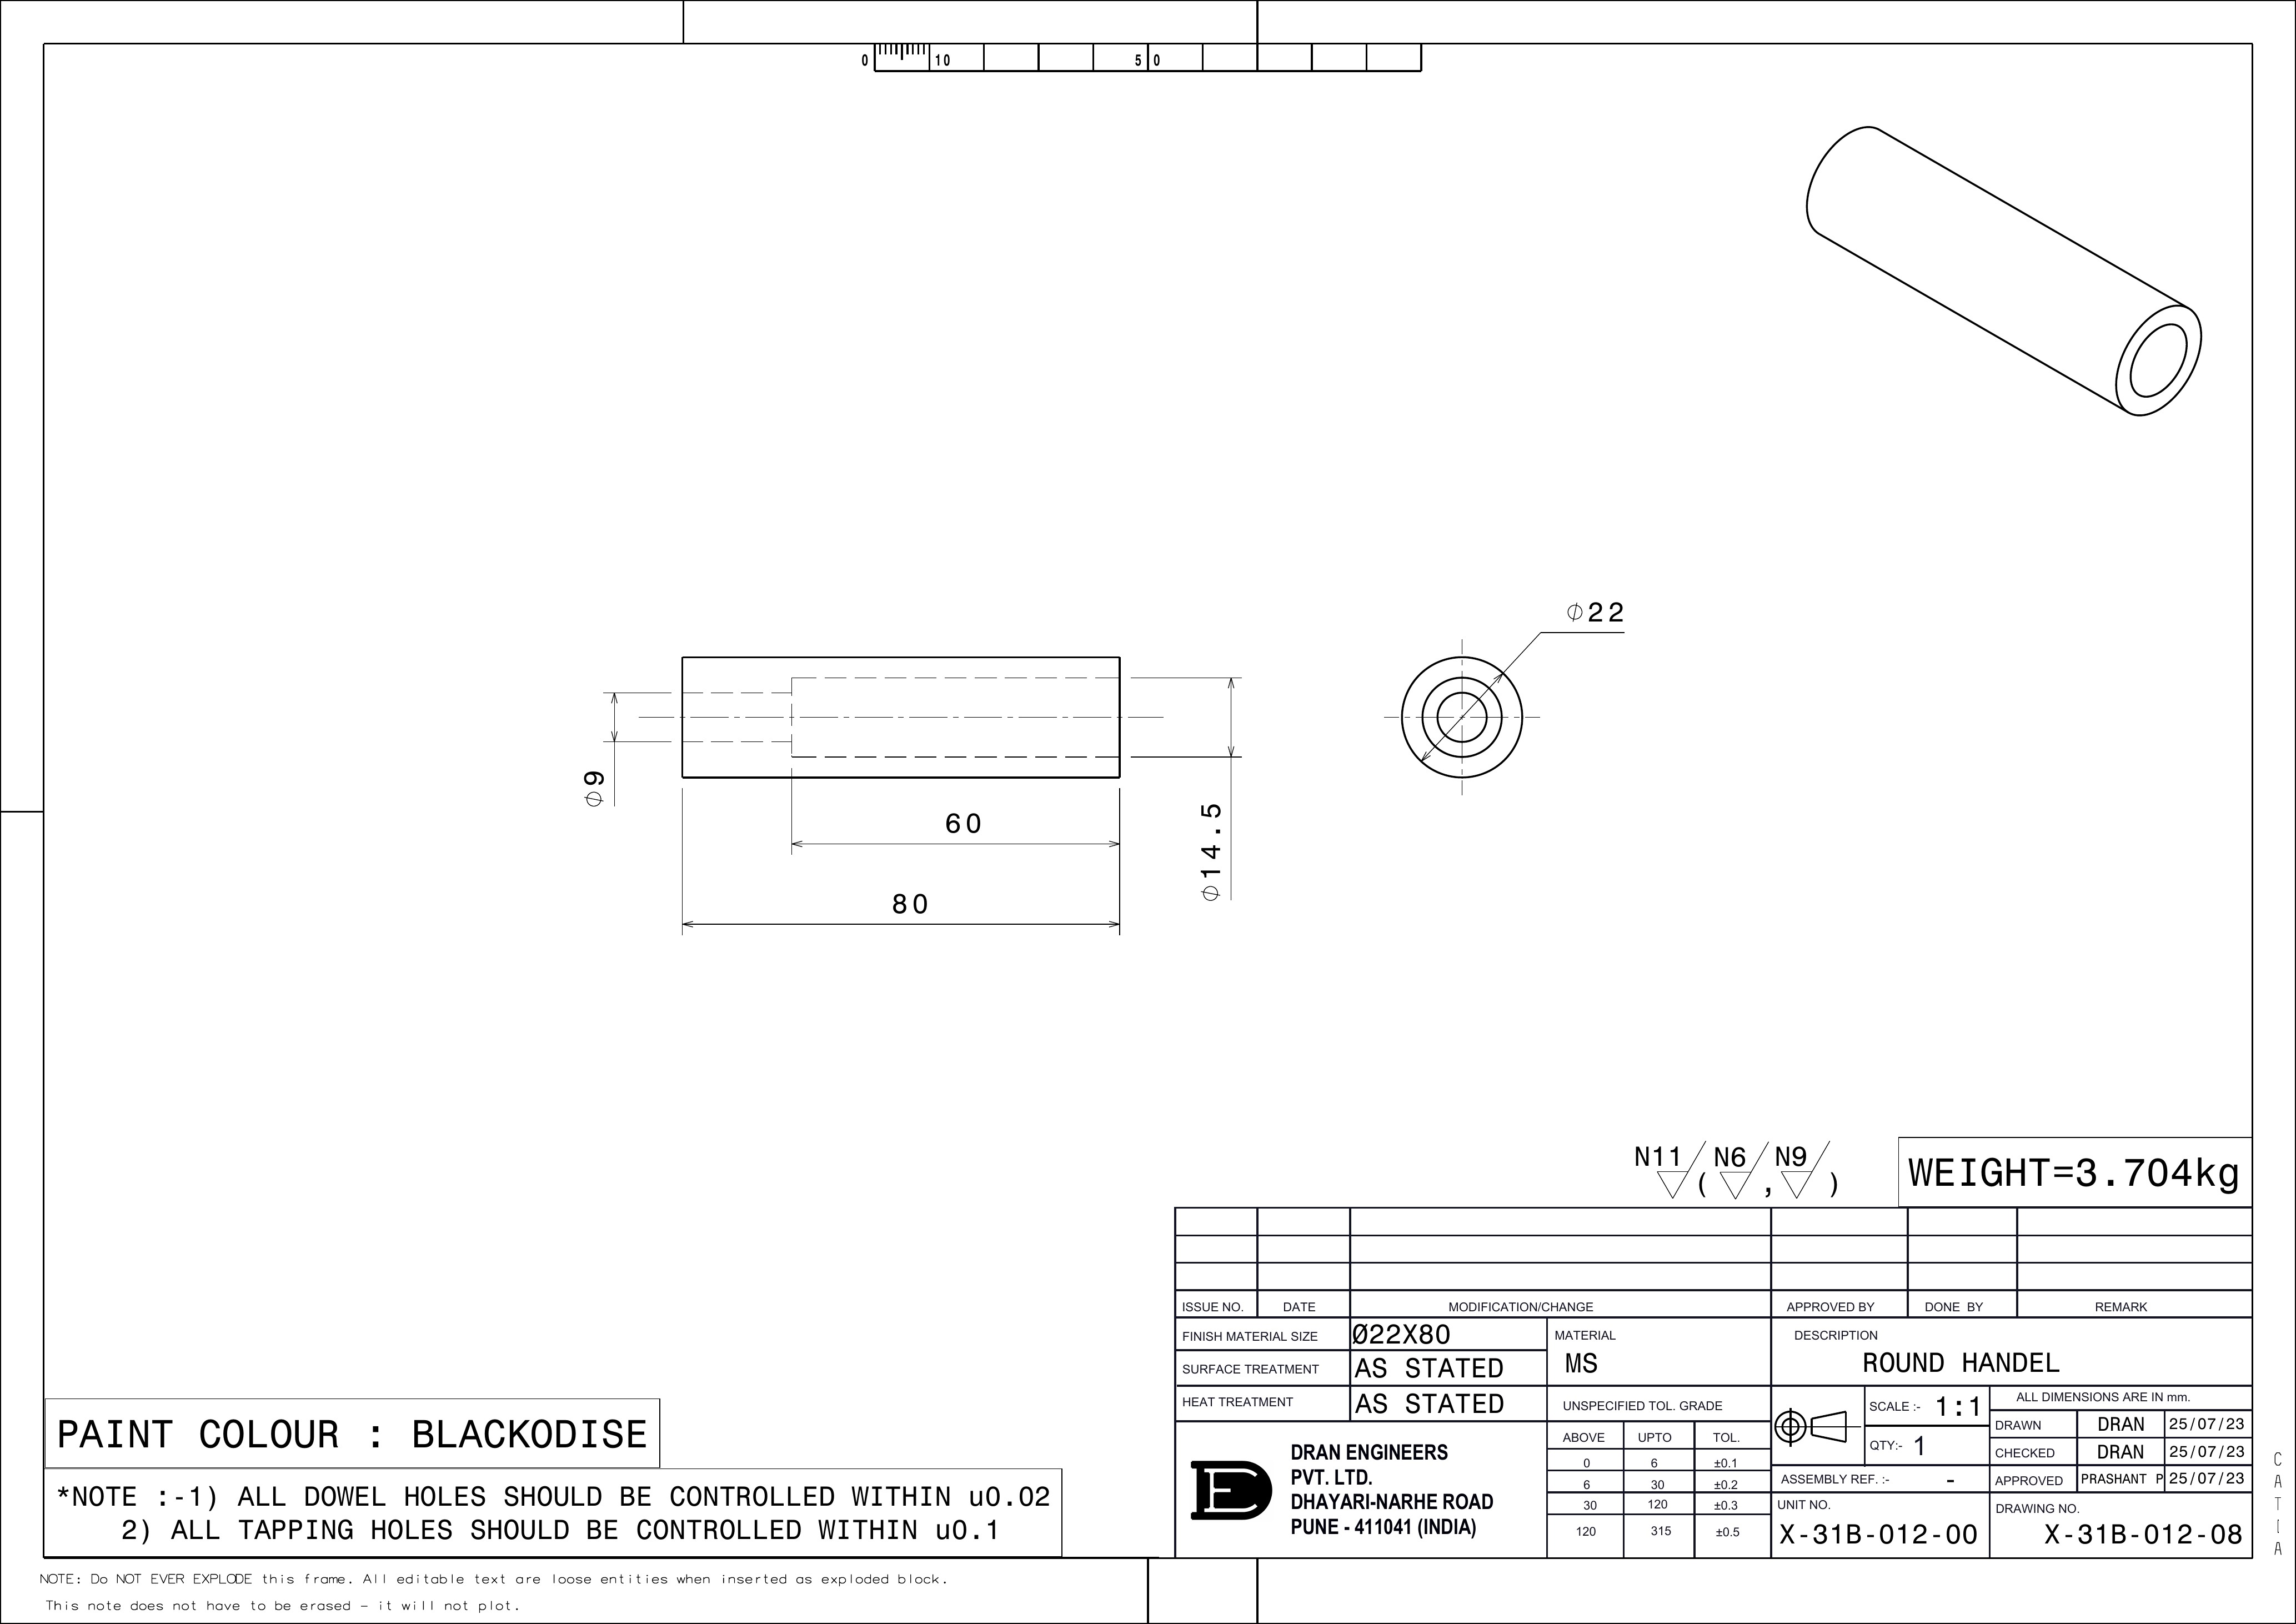 0 10 50
⌀22
⌀9
60
⌀14.5
80
N11 ( N6 , N9 )
WEIGHT=3.704kg
ISSUE NO. DATE MODIFICATION/CHANGE APPROVED BY DONE BY REMARK
FINISH MATERIAL SIZE Ø22X80
SURFACE TREATMENT AS STATED
HEAT TREATMENT AS STATED
MATERIAL
MS
DESCRIPTION
ROUND HANDEL
UNSPECIFIED TOL. GRADE
ABOVE UPTO TOL.
0 6 ±0.1
6 30 ±0.2
30 120 ±0.3
120 315 ±0.5
SCALE :- 1:1
QTY:- 1
ALL DIMENSIONS ARE IN mm.
DRAWN DRAN 25/07/23
CHECKED DRAN 25/07/23
APPROVED PRASHANT P 25/07/23
ASSEMBLY REF. :- -
UNIT NO.
X-31B-012-00
DRAWING NO.
X-31B-012-08
DE
DRAN ENGINEERS
PVT. LTD.
DHAYARI-NARHE ROAD
PUNE - 411041 (INDIA)
PAINT COLOUR : BLACKODISE
*NOTE :-1) ALL DOWEL HOLES SHOULD BE CONTROLLED WITHIN u0.02
2) ALL TAPPING HOLES SHOULD BE CONTROLLED WITHIN u0.1
NOTE: Do NOT EVER EXPLODE this frame. All editable text are loose entities when inserted as exploded block.
This note does not have to be erased - it will not plot.
CATIA